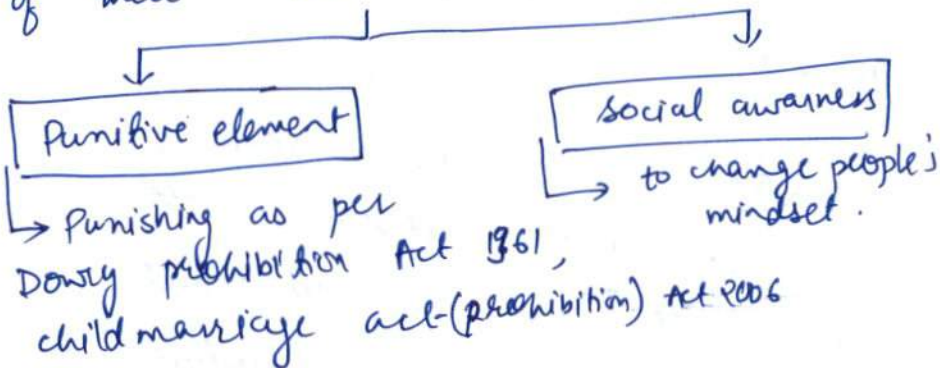 of
Punitive element
social awarness
→ Punishing as per
Dowry prohibition Act 1961,
child marriage act-(prohibition) Act 2006
→ to change people's
mindset.